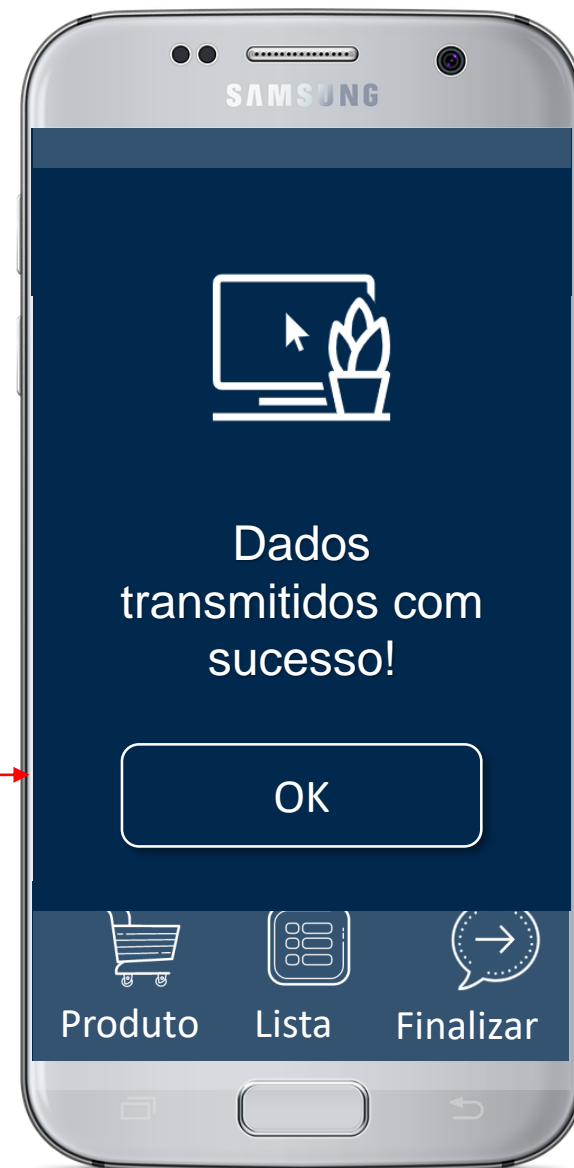 SAMSUNG
Dados
transmitidos com
sucesso!
OK
Produto Lista Finalizar